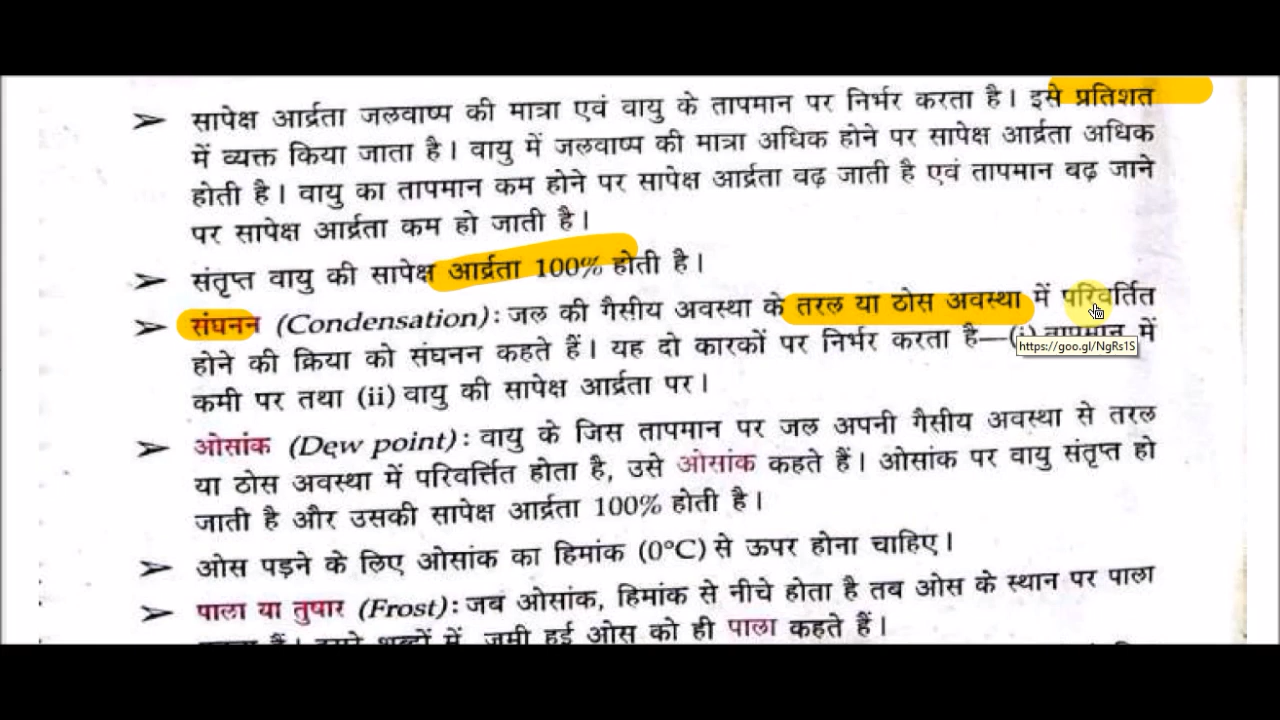 ➤ सापेक्ष आर्द्रता जलवाष्प की मात्रा एवं वायु के तापमान पर निर्भर करता है। इसे प्रतिशत
में व्यक्त किया जाता है। वायु में जलवाष्प की मात्रा अधिक होने पर सापेक्ष आर्द्रता अधिक
होती है। वायु का तापमान कम होने पर सापेक्ष आर्द्रता बढ़ जाती है एवं तापमान बढ़ जाने
पर सापेक्ष आर्द्रता कम हो जाती है।
➤ संतृप्त वायु की सापेक्ष आर्द्रता 100% होती है।
➤ संघनन (Condensation): जल की गैसीय अवस्था के तरल या ठोस अवस्था में परिवर्तित
होने की क्रिया को संघनन कहते हैं। यह दो कारकों पर निर्भर करता है—(i) तापमान में
https://goo.gl/NgRs1S
कमी पर तथा (ii) वायु की सापेक्ष आर्द्रता पर।
➤ ओसांक (Dew point): वायु के जिस तापमान पर जल अपनी गैसीय अवस्था से तरल
या ठोस अवस्था में परिवर्त्तित होता है, उसे ओसांक कहते हैं। ओसांक पर वायु संतृप्त हो
जाती है और उसकी सापेक्ष आर्द्रता 100% होती है।
➤ ओस पड़ने के लिए ओसांक का हिमांक (0°C) से ऊपर होना चाहिए।
➤ पाला या तुषार (Frost): जब ओसांक, हिमांक से नीचे होता है तब ओस के स्थान पर पाला
जमी हुई ओस को ही पाला कहते हैं।